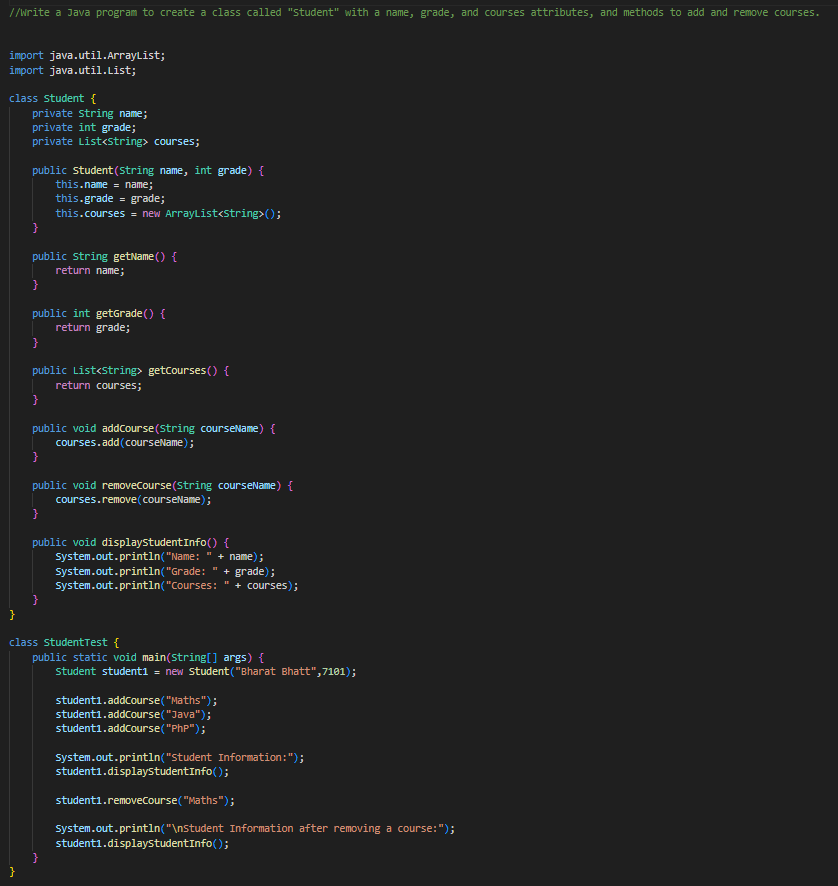 //Write a Java program to create a class called "Student" with a name, grade, and courses attributes, and methods to add and remove courses.
import java.util.ArrayList;
import java.util.List;
class Student {
private String name;
private int grade;
private List<String> courses;
public Student(String name, int grade) {
this.name = name;
this.grade = grade;
this.courses = new ArrayList<String>();
}
public String getName() {
return name;
}
public int getGrade() {
return grade;
}
public List<String> getCourses() {
return courses;
}
public void addCourse(String courseName) {
courses.add(courseName);
}
public void removeCourse(String courseName) {
courses.remove(courseName);
}
public void displayStudentInfo() {
System.out.println("Name: " + name);
System.out.println("Grade: " + grade);
System.out.println("Courses: " + courses);
}
}
class StudentTest {
public static void main(String[] args) {
Student student1 = new Student("Bharat Bhatt",7101);
student1.addCourse("Maths");
student1.addCourse("Java");
student1.addCourse("PhP");
System.out.println("Student Information:");
student1.displayStudentInfo();
student1.removeCourse("Maths");
System.out.println("\nStudent Information after removing a course:");
student1.displayStudentInfo();
}
}